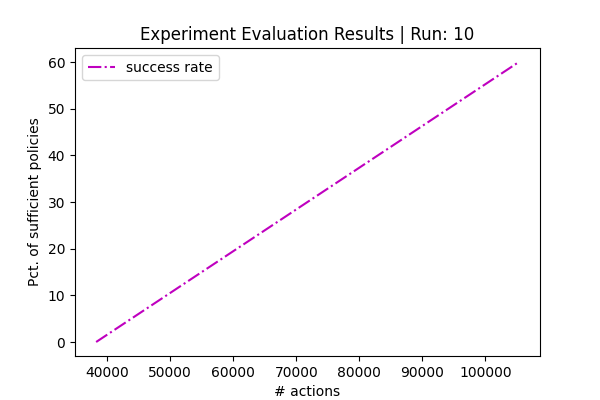 Experiment Evaluation Results | Run: 10
success rate
Pct. of sufficient policies
60
50
40
30
20
10
0
40000 50000 60000 70000 80000 90000 100000
# actions